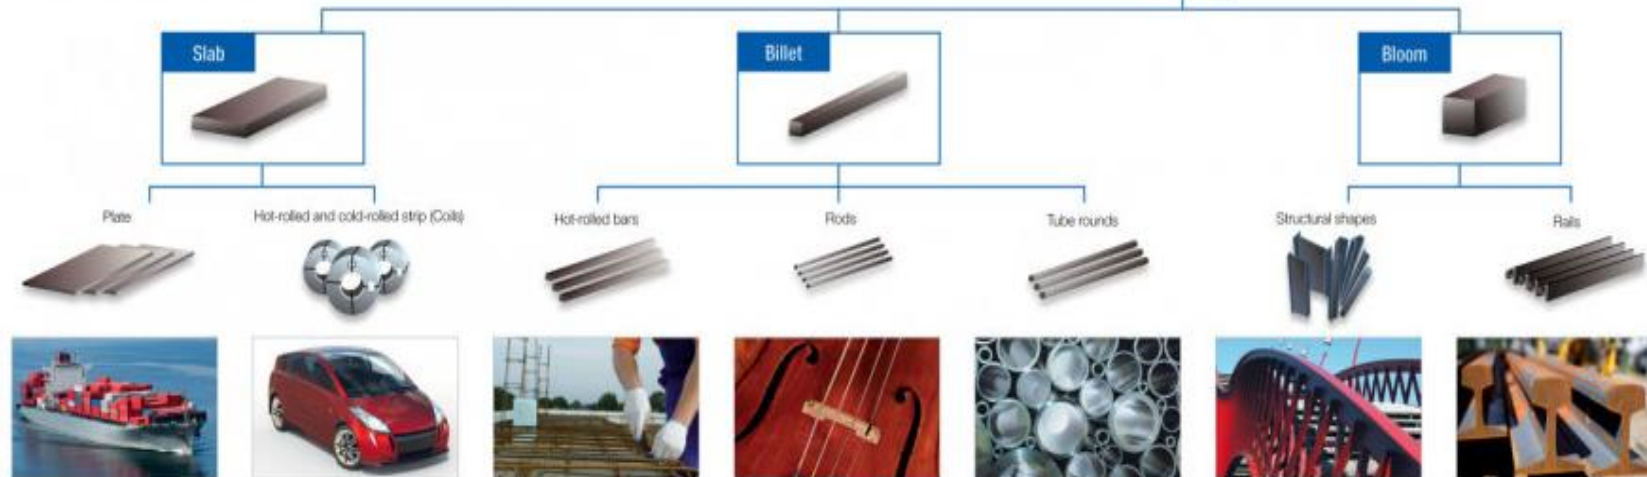 Slab
Billet
Bloom
Plate
Hot-rolled and cold-rolled strip (Coils)
Hot-rolled bars
Rods
Tube rounds
Structural shapes
Rails